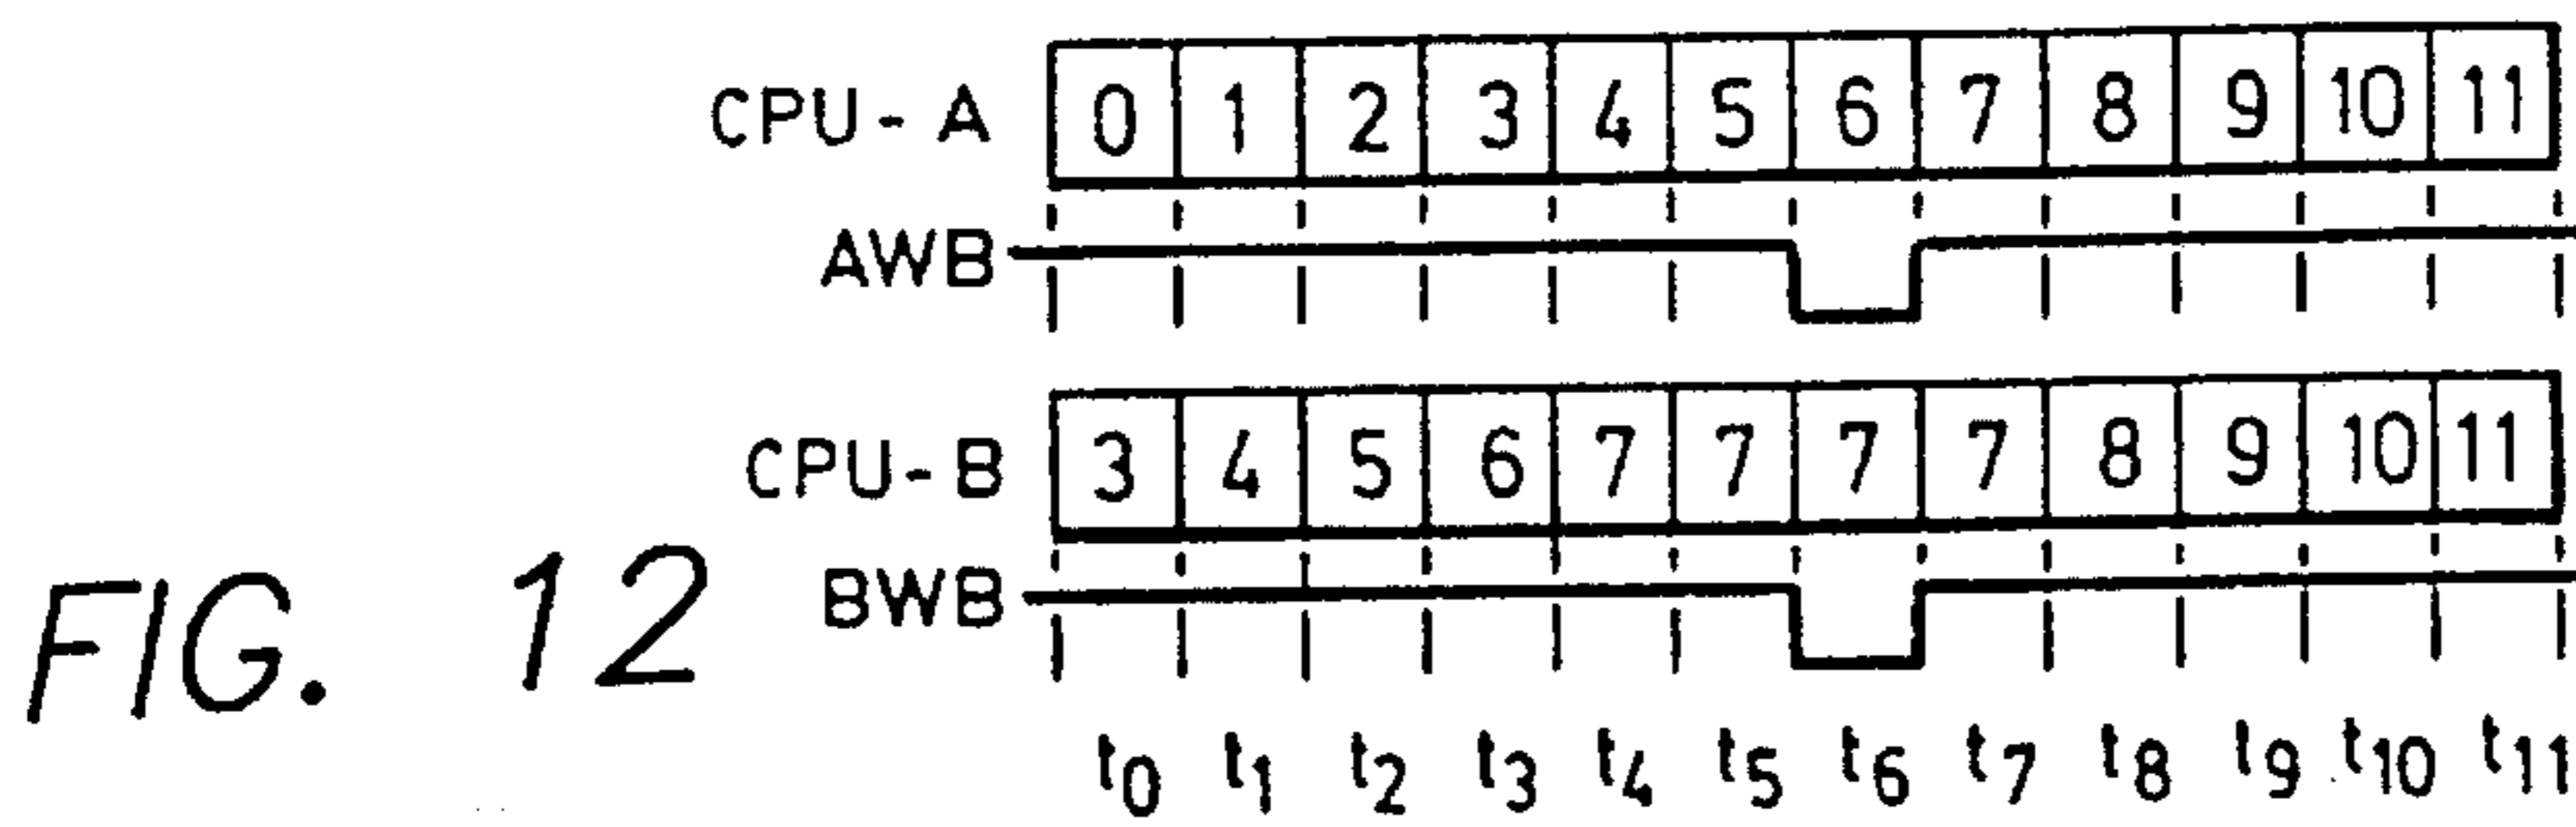 CPU-A 0 1 2 3 4 5 6 7 8 9 10 11
AWB
CPU-B 3 4 5 6 7 7 7 7 8 9 10 11
BWB
FIG. 12
t0 t1 t2 t3 t4 t5 t6 t7 t8 t9 t10 t11